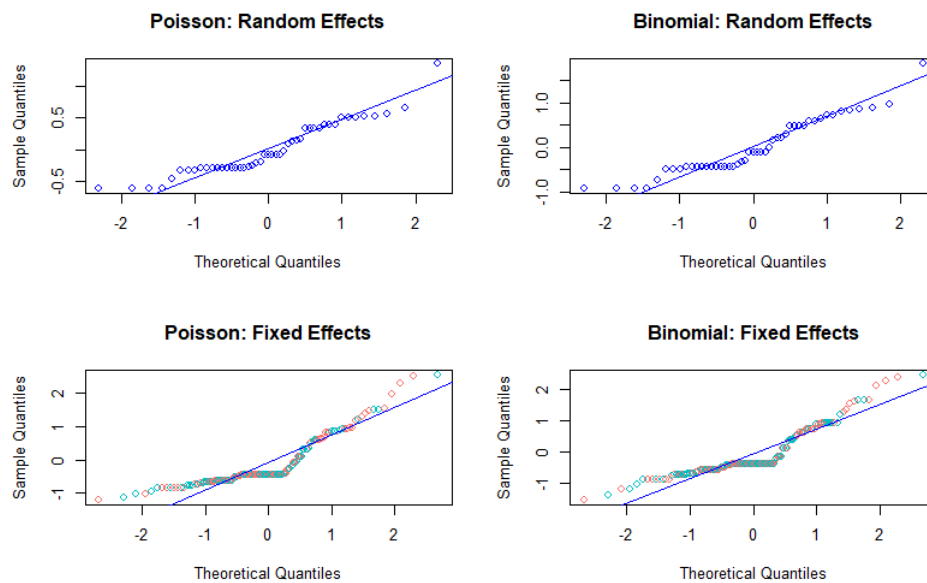 Poisson: Random Effects
Sample Quantiles
0.5
-0.5
-2 -1 0 1 2
Theoretical Quantiles
Binomial: Random Effects
Sample Quantiles
1.0
0.0
-1.0
-2 -1 0 1 2
Theoretical Quantiles
Poisson: Fixed Effects
Sample Quantiles
2
1
0
-1
-2 -1 0 1 2
Theoretical Quantiles
Binomial: Fixed Effects
Sample Quantiles
2
1
0
-1
-2 -1 0 1 2
Theoretical Quantiles